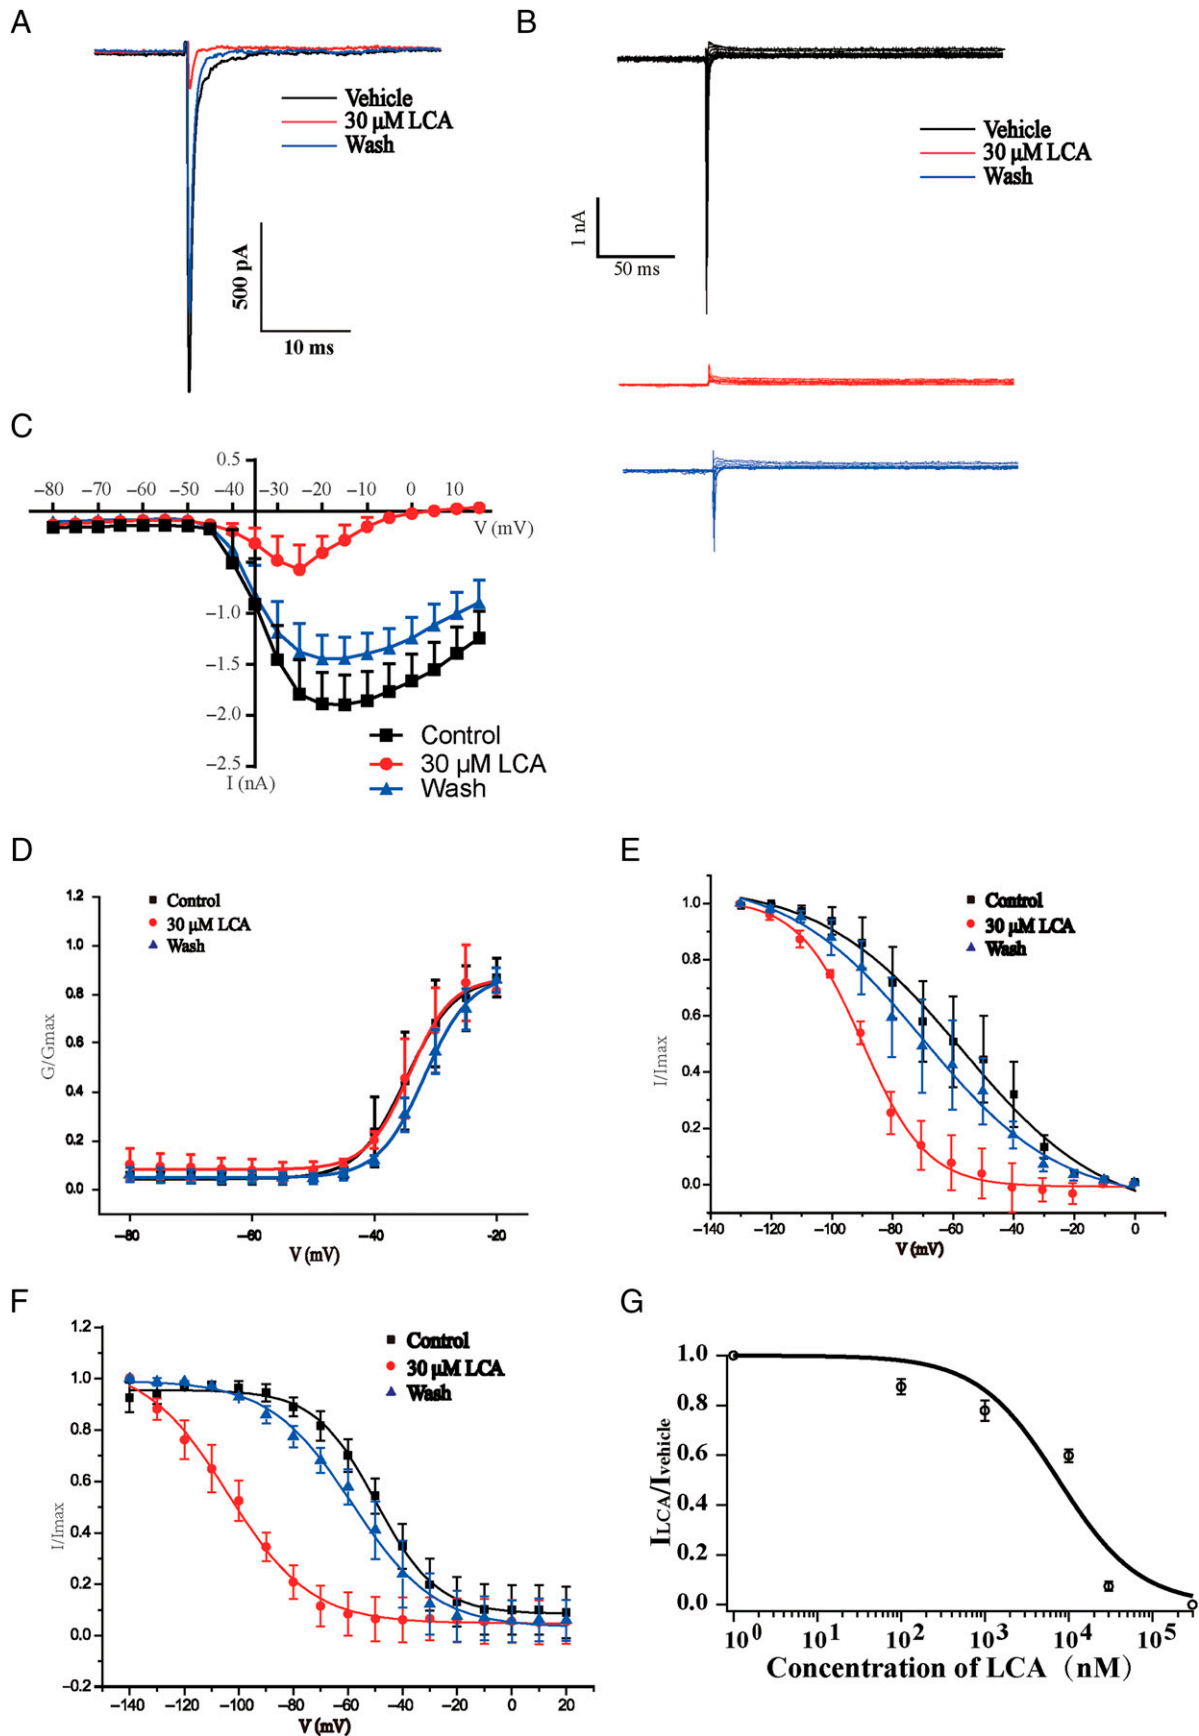 A
Vehicle
30 µM LCA
Wash
500 pA
10 ms
B
Vehicle
30 µM LCA
Wash
1 nA
50 ms
C
0.5
−80 −70 −60 −50 −40 −30 −20 −10 0 10
V (mV)
−1.0
−1.5
−2.0
−2.5
I (nA)
Control
30 µM LCA
Wash
D
1.2
1.0
0.8
0.6
0.4
0.2
0.0
G/Gmax
Control
30 µM LCA
Wash
−80 −60 −40 -20
V (mV)
E
1.0
0.8
0.6
0.4
0.2
0.0
I/Imax
Control
30 µM LCA
Wash
−140 −120 −100 −80 −60 −40 −20 0
V (mV)
F
1.2
1.0
0.8
0.6
0.4
0.2
0.0
−0.2
I/Imax
Control
30 µM LCA
Wash
−140 −120 −100 −80 −60 −40 −20 0 20
V (mV)
G
1.0
0.8
0.6
0.4
0.2
0.0
ILCA/Ivehicle
10^0 10^1 10^2 10^3 10^4 10^5
Concentration of LCA (nM)